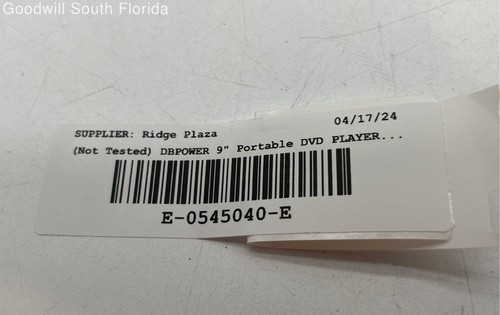 Goodwill South Florida
04/17/24
SUPPLIER: Ridge Plaza
(Not Tested) DBPOWER 9" Portable DVD PLAYER...
E-0545040-E